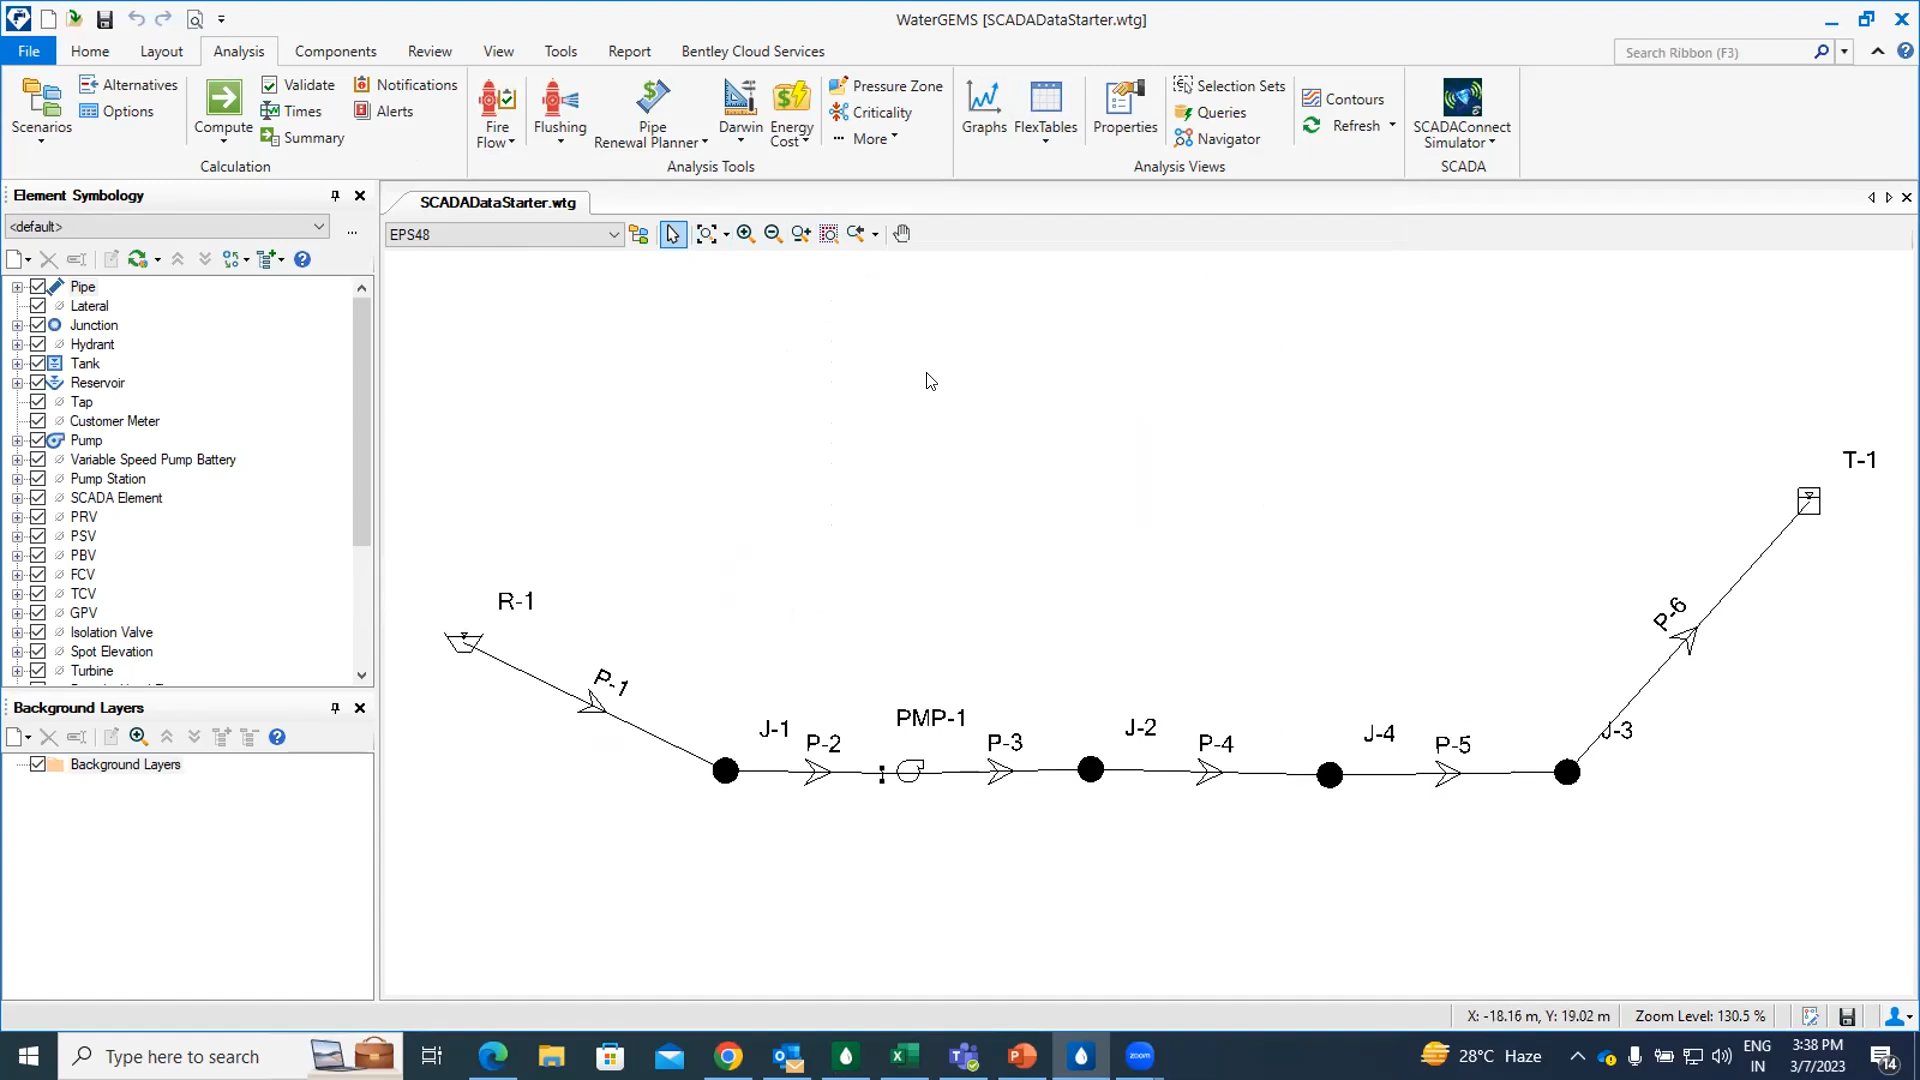 WaterGEMS [SCADADataStarter.wtg]
File
Home
Layout
Analysis
Components
Review
View
Tools
Report
Bentley Cloud Services
Search Ribbon (F3)
Scenarios
Alternatives
Options
Compute
Validate
Times
Summary
Notifications
Alerts
Calculation
Fire
Flow
Flushing
Pipe
Renewal Planner
Darwin
Energy
Cost
Pressure Zone
Criticality
More
Analysis Tools
Graphs
FlexTables
Properties
Selection Sets
Queries
Navigator
Contours
Refresh
Analysis Views
SCADAConnect
Simulator
SCADA
Element Symbology
<default>
...
Pipe
Lateral
Junction
Hydrant
Tank
Reservoir
Tap
Customer Meter
Pump
Variable Speed Pump Battery
Pump Station
SCADA Element
PRV
PSV
PBV
FCV
TCV
GPV
Isolation Valve
Spot Elevation
Turbine
Background Layers
Background Layers
SCADADataStarter.wtg
EPS48
T-1
R-1
P-6
P-1
PMP-1
J-1
P-2
P-3
J-2
P-4
J-4
P-5
J-3
X: -18.16 m, Y: 19.02 m
Zoom Level: 130.5 %
Type here to search
zoom
28°C Haze
ENG
IN
3:38 PM
3/7/2023
14